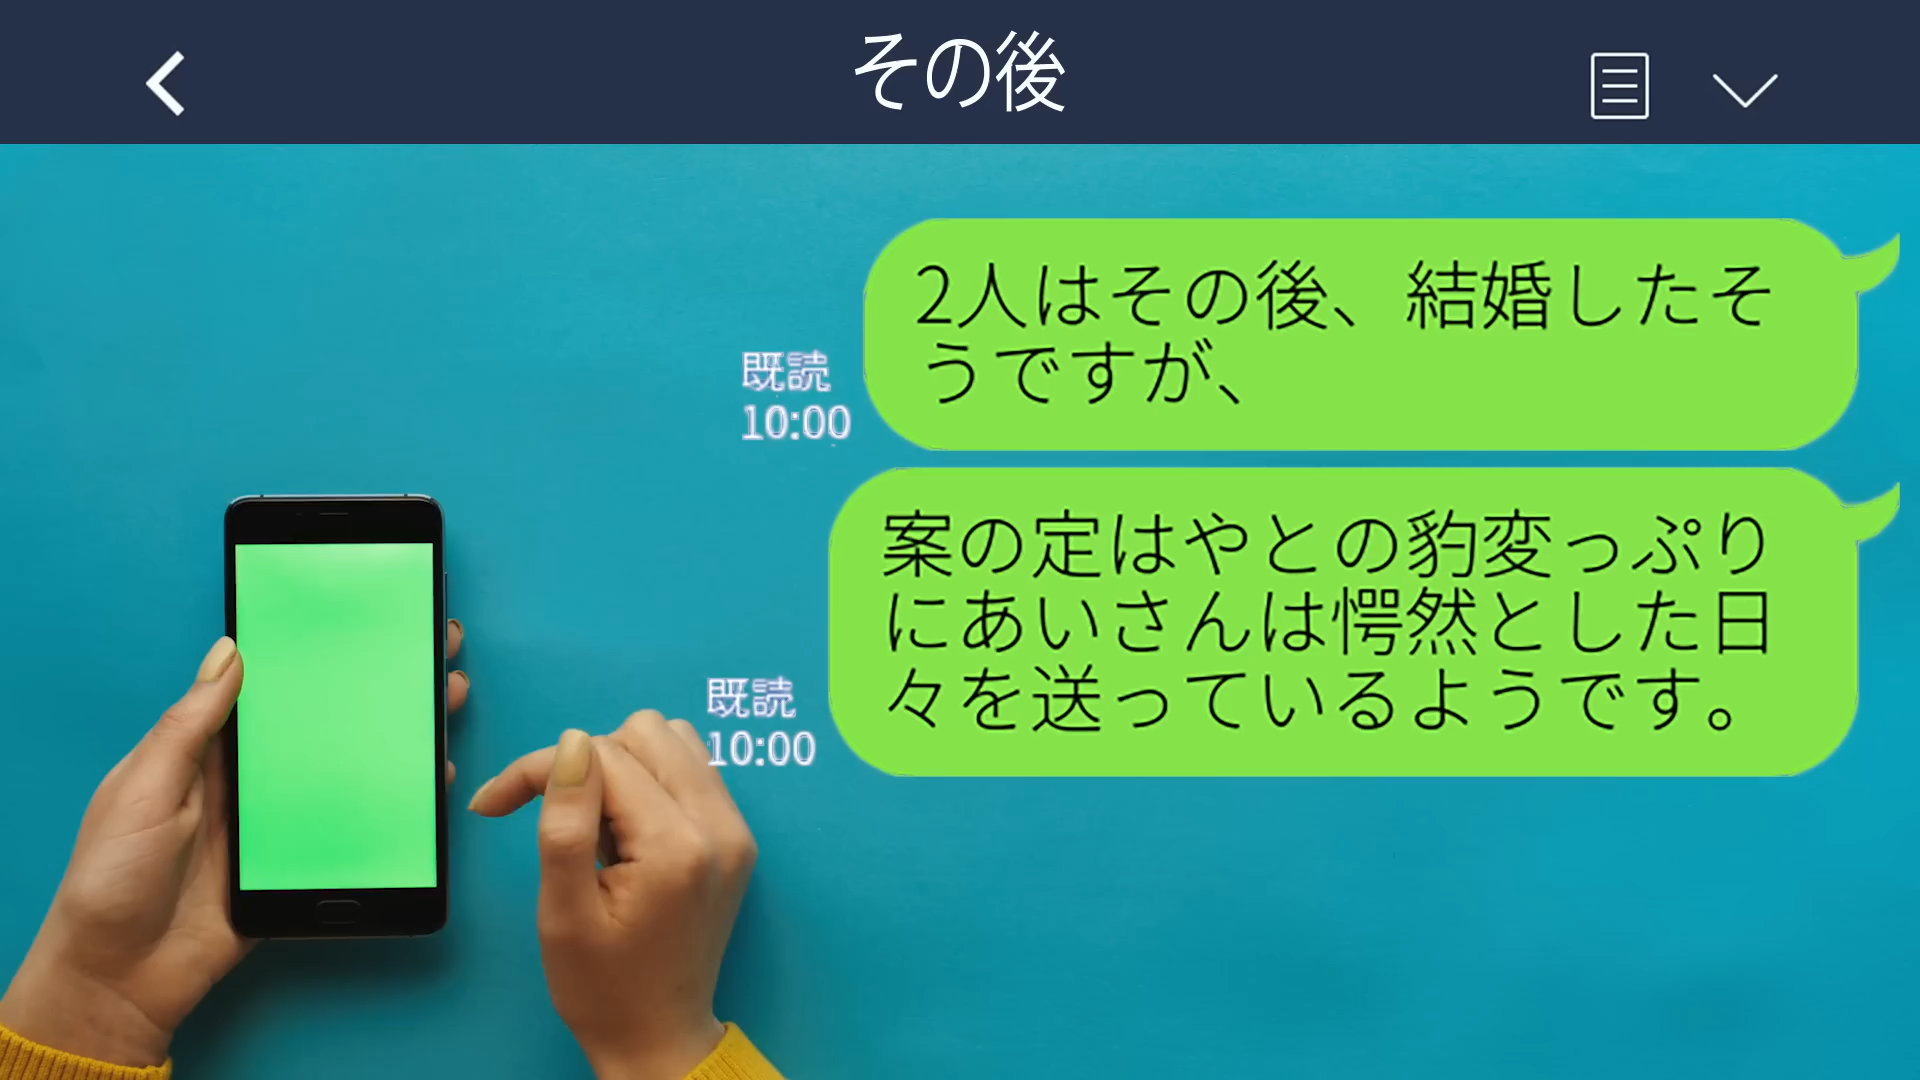 その後
2人はその後、結婚したそ
うですが、
既読
10:00
案の定はやとの豹変っぷり
にあいさんは愕然とした日
々を送っているようです。
既読
10:00